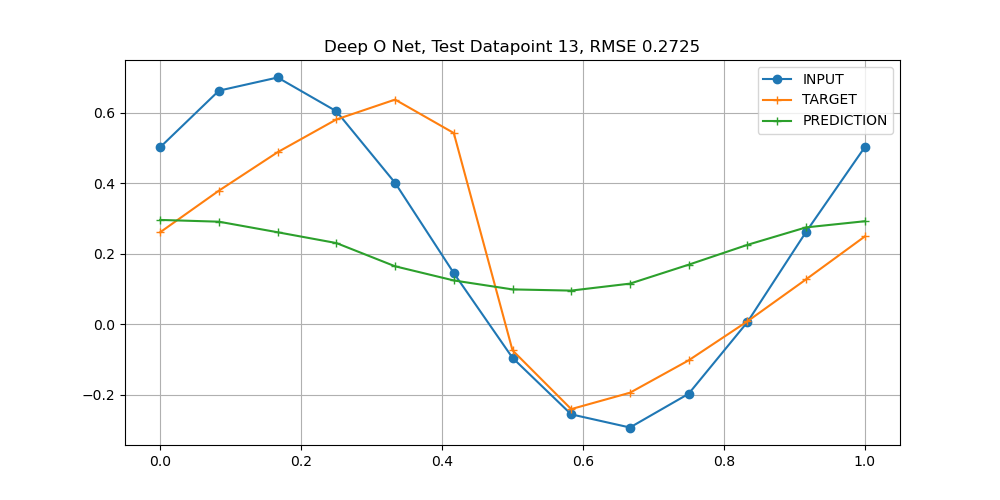 Deep O Net, Test Datapoint 13, RMSE 0.2725
INPUT
TARGET
PREDICTION
0.6
0.4
0.2
0.0
−0.2
0.0 0.2 0.4 0.6 0.8 1.0